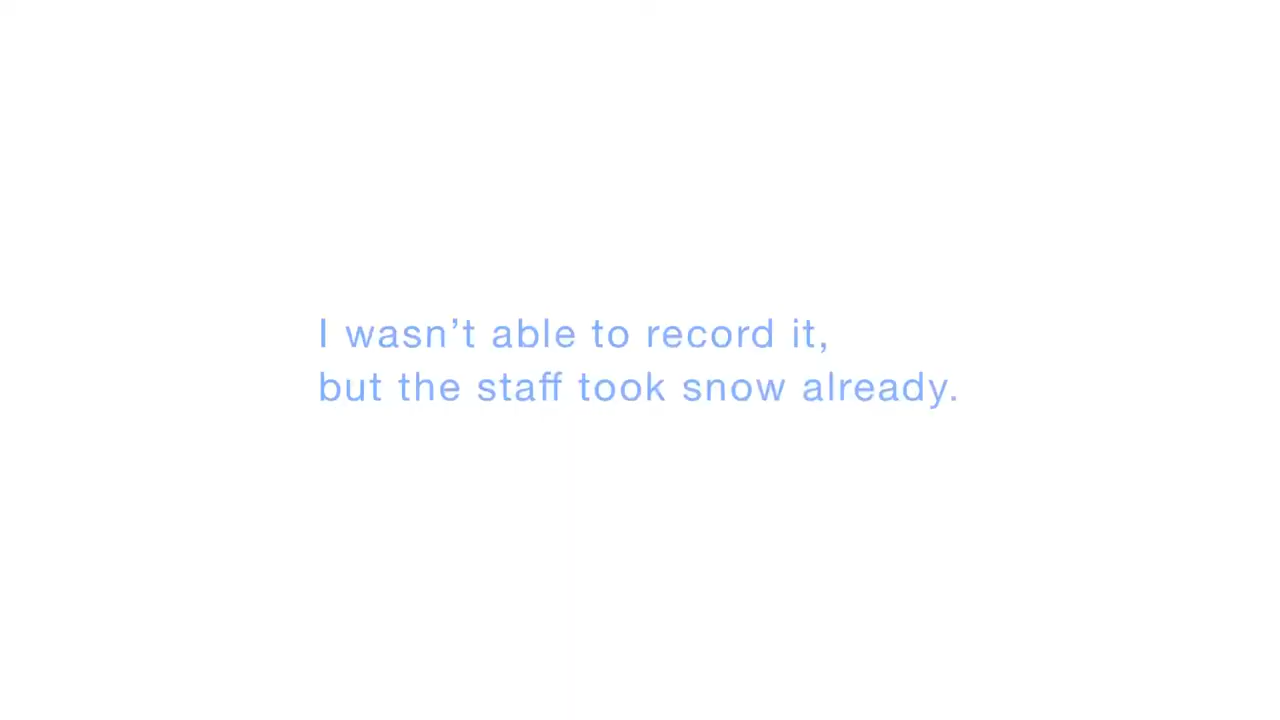 I wasn’t able to record it,
but the staff took snow already.